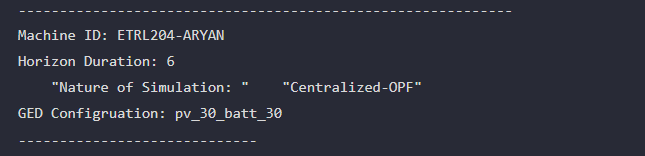 ------------------------------------------------------------
Machine ID: ETRL204-ARYAN
Horizon Duration: 6
    "Nature of Simulation: "    "Centralized-OPF"
GED Configruation: pv_30_batt_30
-----------------------------